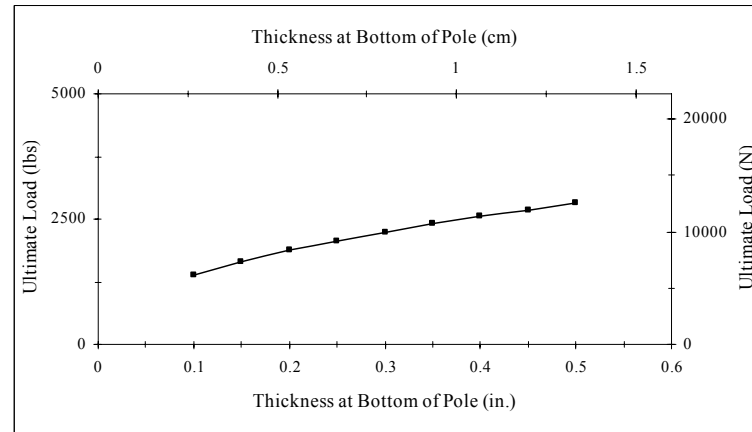 Thickness at Bottom of Pole (cm)
0 0.5 1 1.5
Ultimate Load (lbs)
5000
2500
0
20000
10000
0
Ultimate Load (N)
0 0.1 0.2 0.3 0.4 0.5 0.6
Thickness at Bottom of Pole (in.)